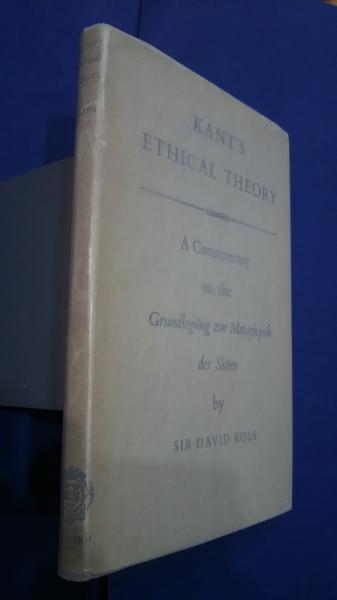 KANT'S
ETHICAL THEORY
A Commentary
on the
Grundlegung zur Metaphysik
der Sitten
by
SIR DAVID ROSS